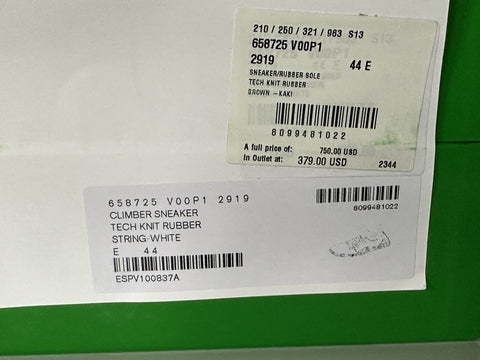 210 / 250 / 321 / 963 S13
658725 V00P1
2919 44 E
SNEAKER/RUBBER SOLE
TECH KNIT RUBBER
BROWN -KAKI
8099481022
A full price of: 750.00 USD
In Outlet at: 379.00 USD 2344
658725 V00P1 2919
CLIMBER SNEAKER
TECH KNIT RUBBER
STRING-WHITE
E 44
ESPV100837A
8099481022